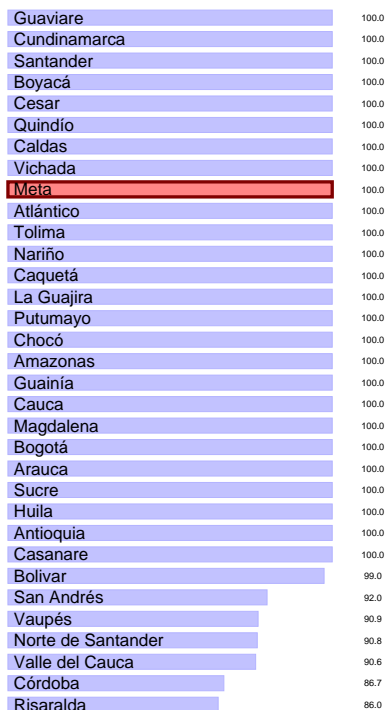 Guaviare 100.0
Cundinamarca 100.0
Santander 100.0
Boyacá 100.0
Cesar 100.0
Quindío 100.0
Caldas 100.0
Vichada 100.0
Meta 100.0
Atlántico 100.0
Tolima 100.0
Nariño 100.0
Caquetá 100.0
La Guajira 100.0
Putumayo 100.0
Chocó 100.0
Amazonas 100.0
Guainía 100.0
Cauca 100.0
Magdalena 100.0
Bogotá 100.0
Arauca 100.0
Sucre 100.0
Huila 100.0
Antioquia 100.0
Casanare 100.0
Bolivar 99.0
San Andrés 92.0
Vaupés 90.9
Norte de Santander 90.8
Valle del Cauca 90.6
Córdoba 86.7
Risaralda 86.0